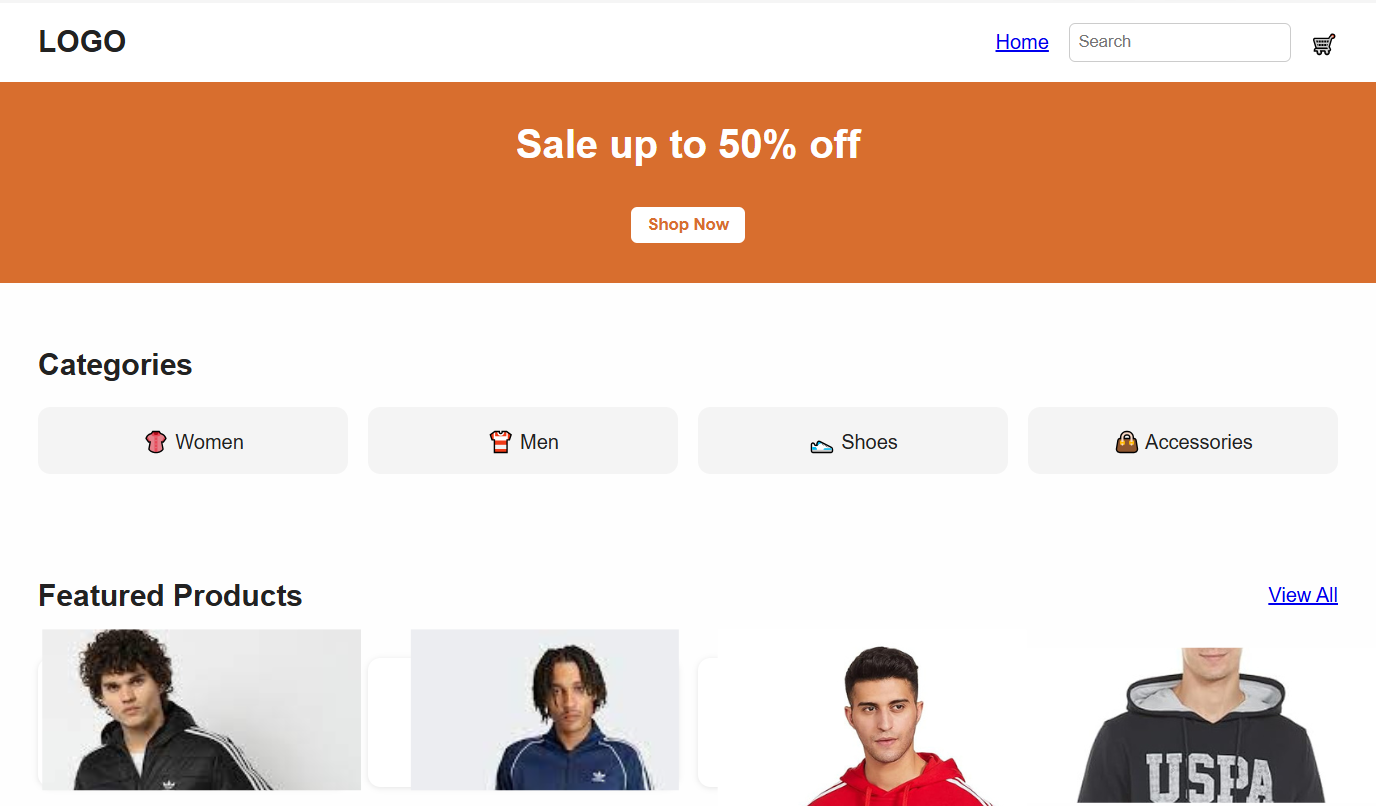 LOGO
Home
Search
Sale up to 50% off
Shop Now
Categories
Women
Men
Shoes
Accessories
Featured Products
View All
USPA